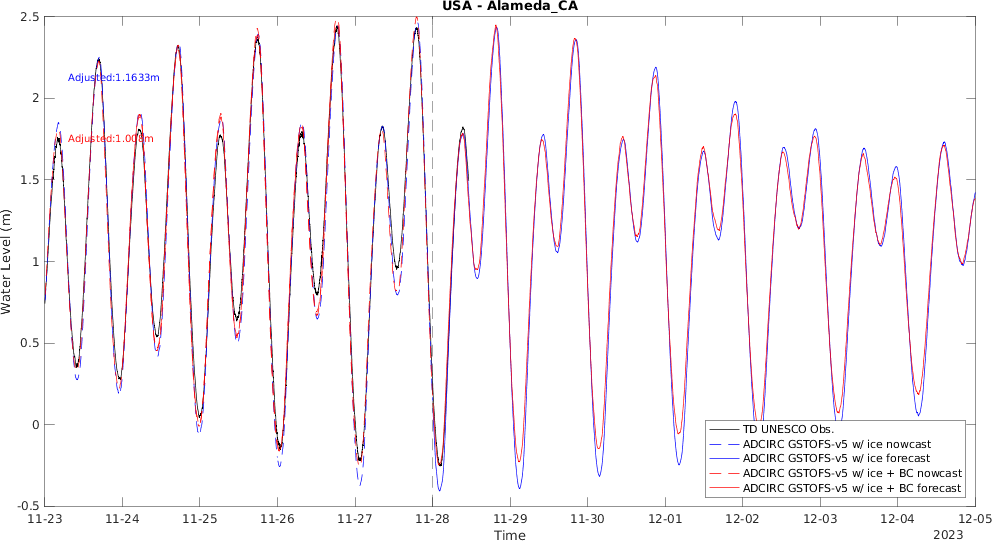 USA - Alameda_CA
2.5
2
1.5
1
0.5
0
-0.5
Water Level (m)
Adjusted:1.1633m
TD UNESCO Obs.
ADCIRC GSTOFS-v5 w/ ice nowcast
ADCIRC GSTOFS-v5 w/ ice forecast
ADCIRC GSTOFS-v5 w/ ice + BC nowcast
ADCIRC GSTOFS-v5 w/ ice + BC forecast
11-23 11-24 11-25 11-26 11-27 11-28 11-29 11-30 12-01 12-02 12-03 12-04 12-05
Time
2023